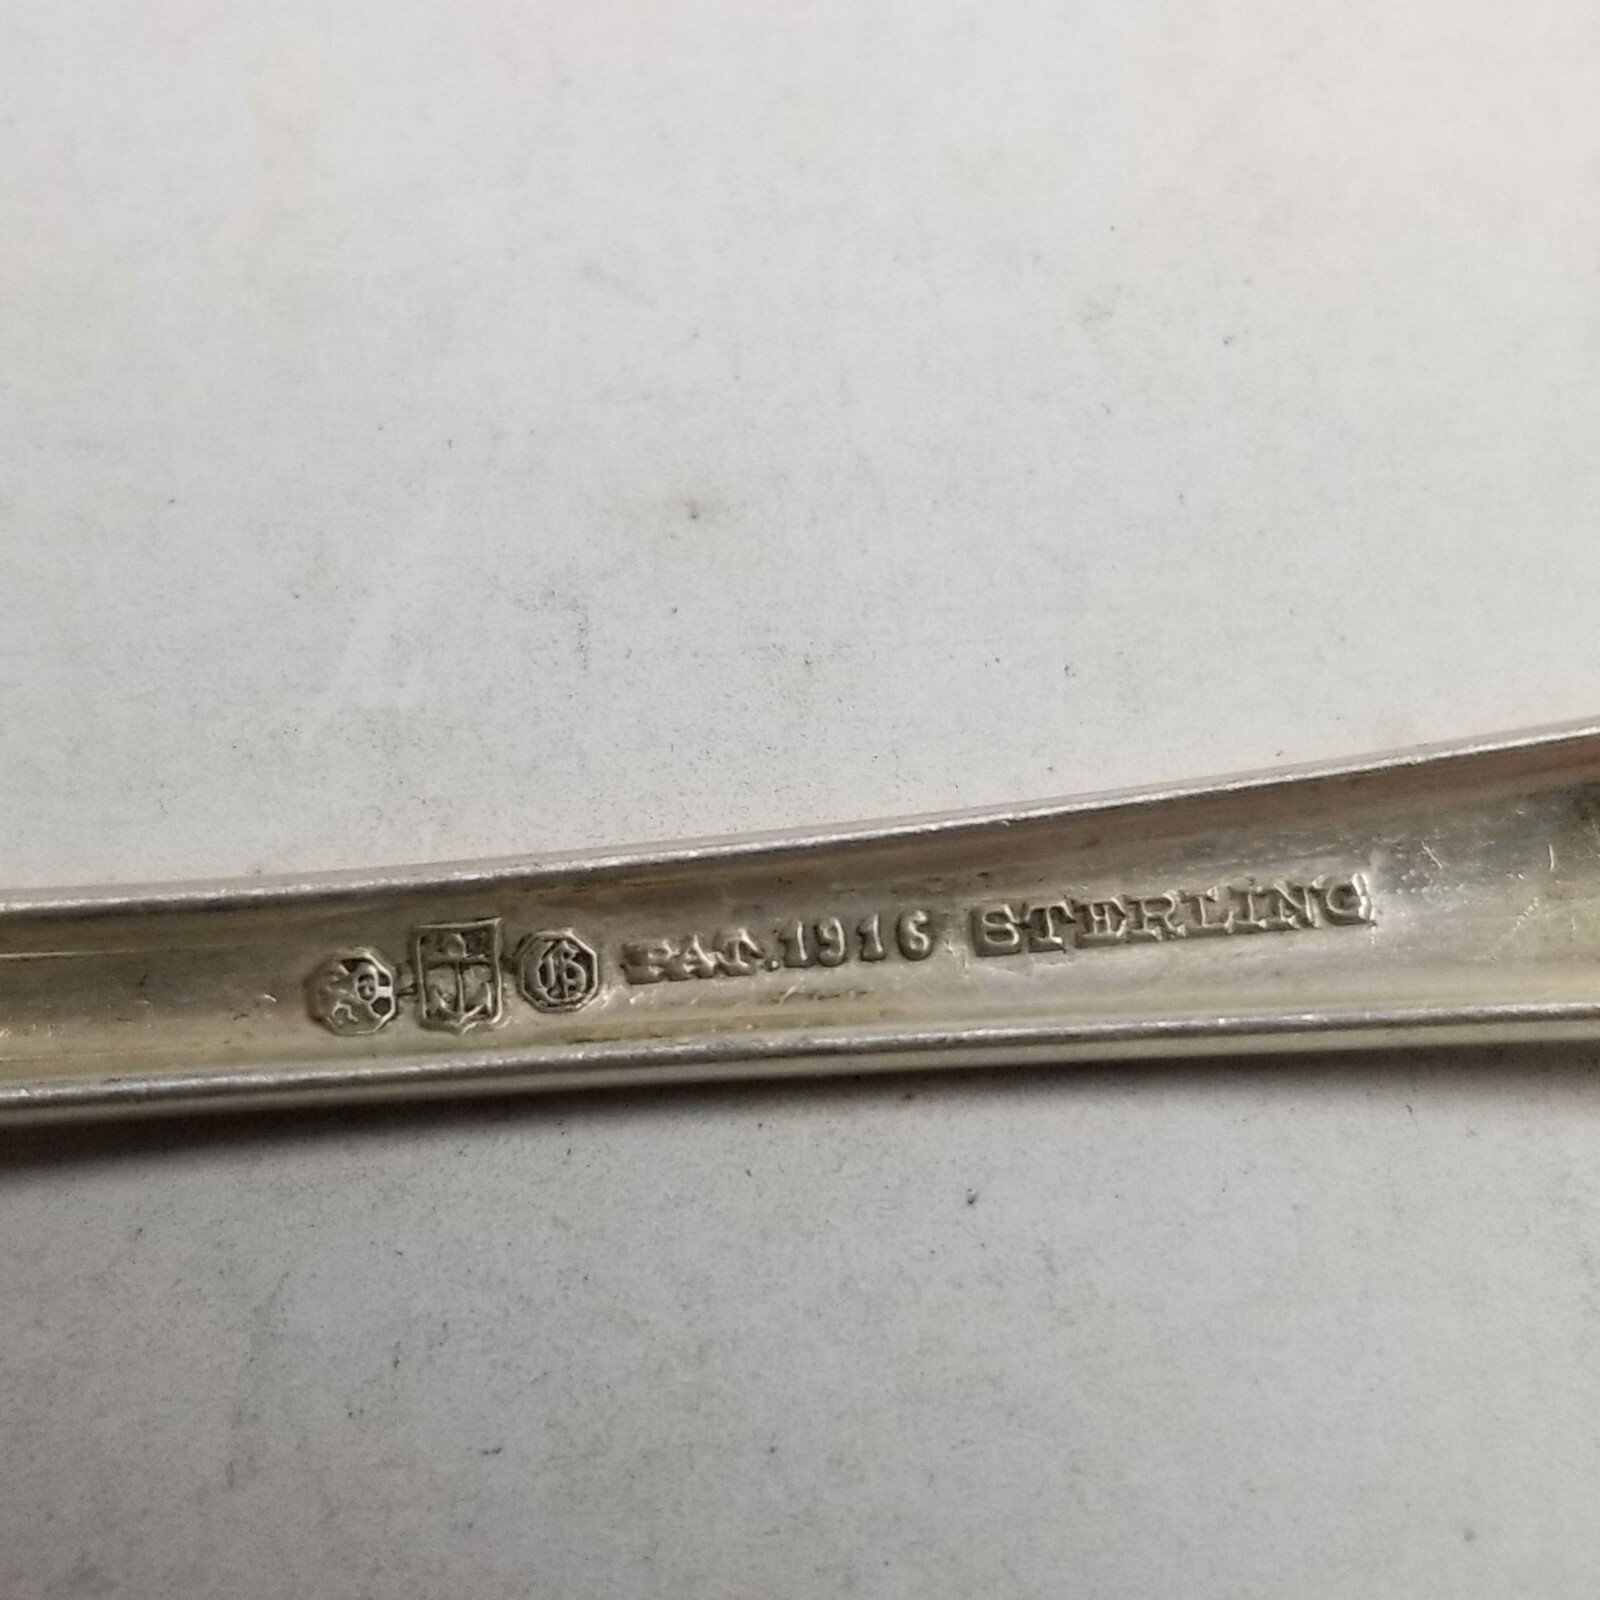 G PAT. 1916 STERLING